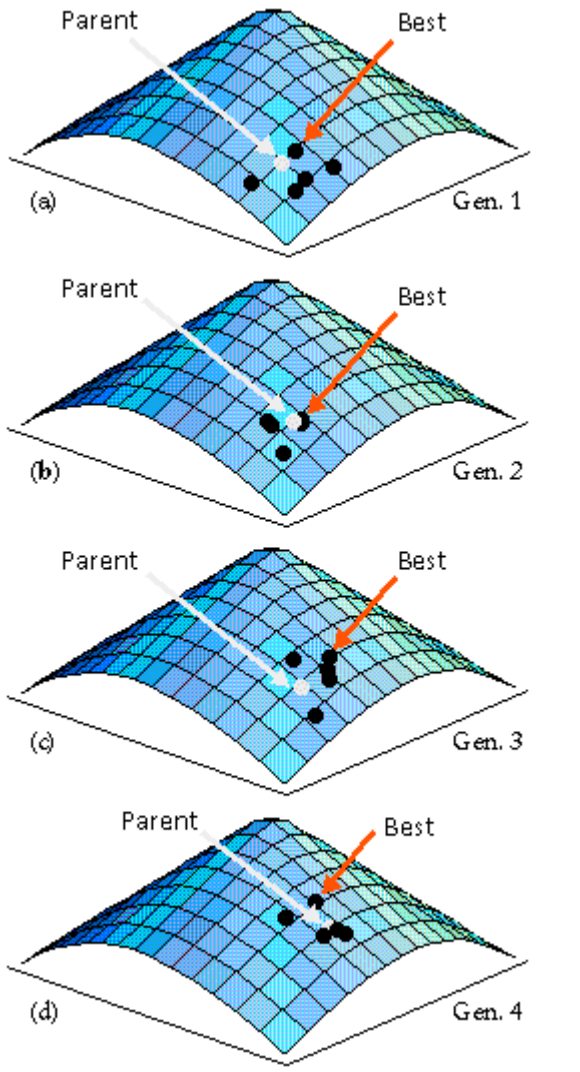 Parent
Best
(a)
Gen. 1
Parent
Best
(b)
Gen. 2
Parent
Best
(c)
Gen. 3
Parent
Best
(d)
Gen. 4